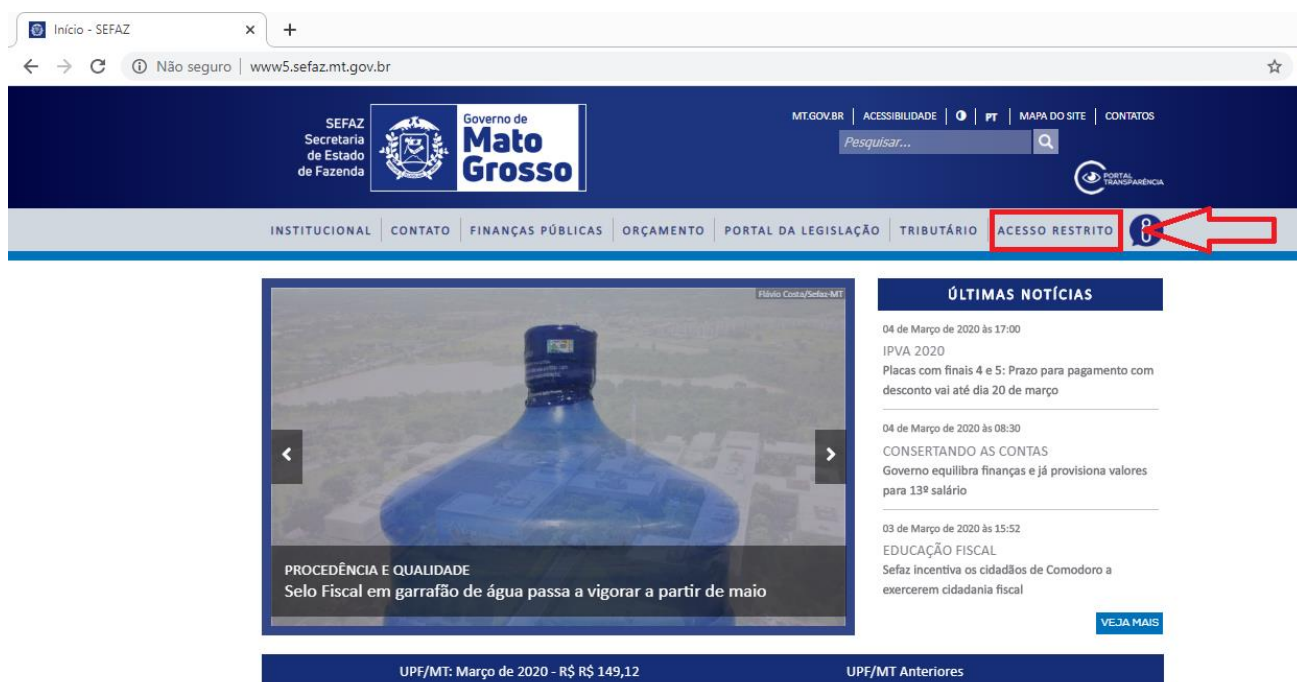 Início - SEFAZ
Não seguro | www5.sefaz.mt.gov.br
SEFAZ
Secretaria
de Estado
de Fazenda
Governo de
Mato
Grosso
MT.GOV.BR | ACESSIBILIDADE | PT | MAPA DO SITE | CONTATOS
Pesquisar...
PORTAL
TRANSPARÊNCIA
INSTITUCIONAL | CONTATO | FINANÇAS PÚBLICAS | ORÇAMENTO | PORTAL DA LEGISLAÇÃO | TRIBUTÁRIO | ACESSO RESTRITO
Flávio Costa/Sefaz-MT
PROCEDÊNCIA E QUALIDADE
Selo Fiscal em garrafão de água passa a vigorar a partir de maio
ÚLTIMAS NOTÍCIAS
04 de Março de 2020 às 17:00
IPVA 2020
Placas com finais 4 e 5: Prazo para pagamento com
desconto vai até dia 20 de março
04 de Março de 2020 às 08:30
CONSERTANDO AS CONTAS
Governo equilibra finanças e já provisiona valores
para 13º salário
03 de Março de 2020 às 15:52
EDUCAÇÃO FISCAL
Sefaz incentiva os cidadãos de Comodoro a
exercerem cidadania fiscal
VEJA MAIS
UPF/MT: Março de 2020 - R$ R$ 149,12
UPF/MT Anteriores